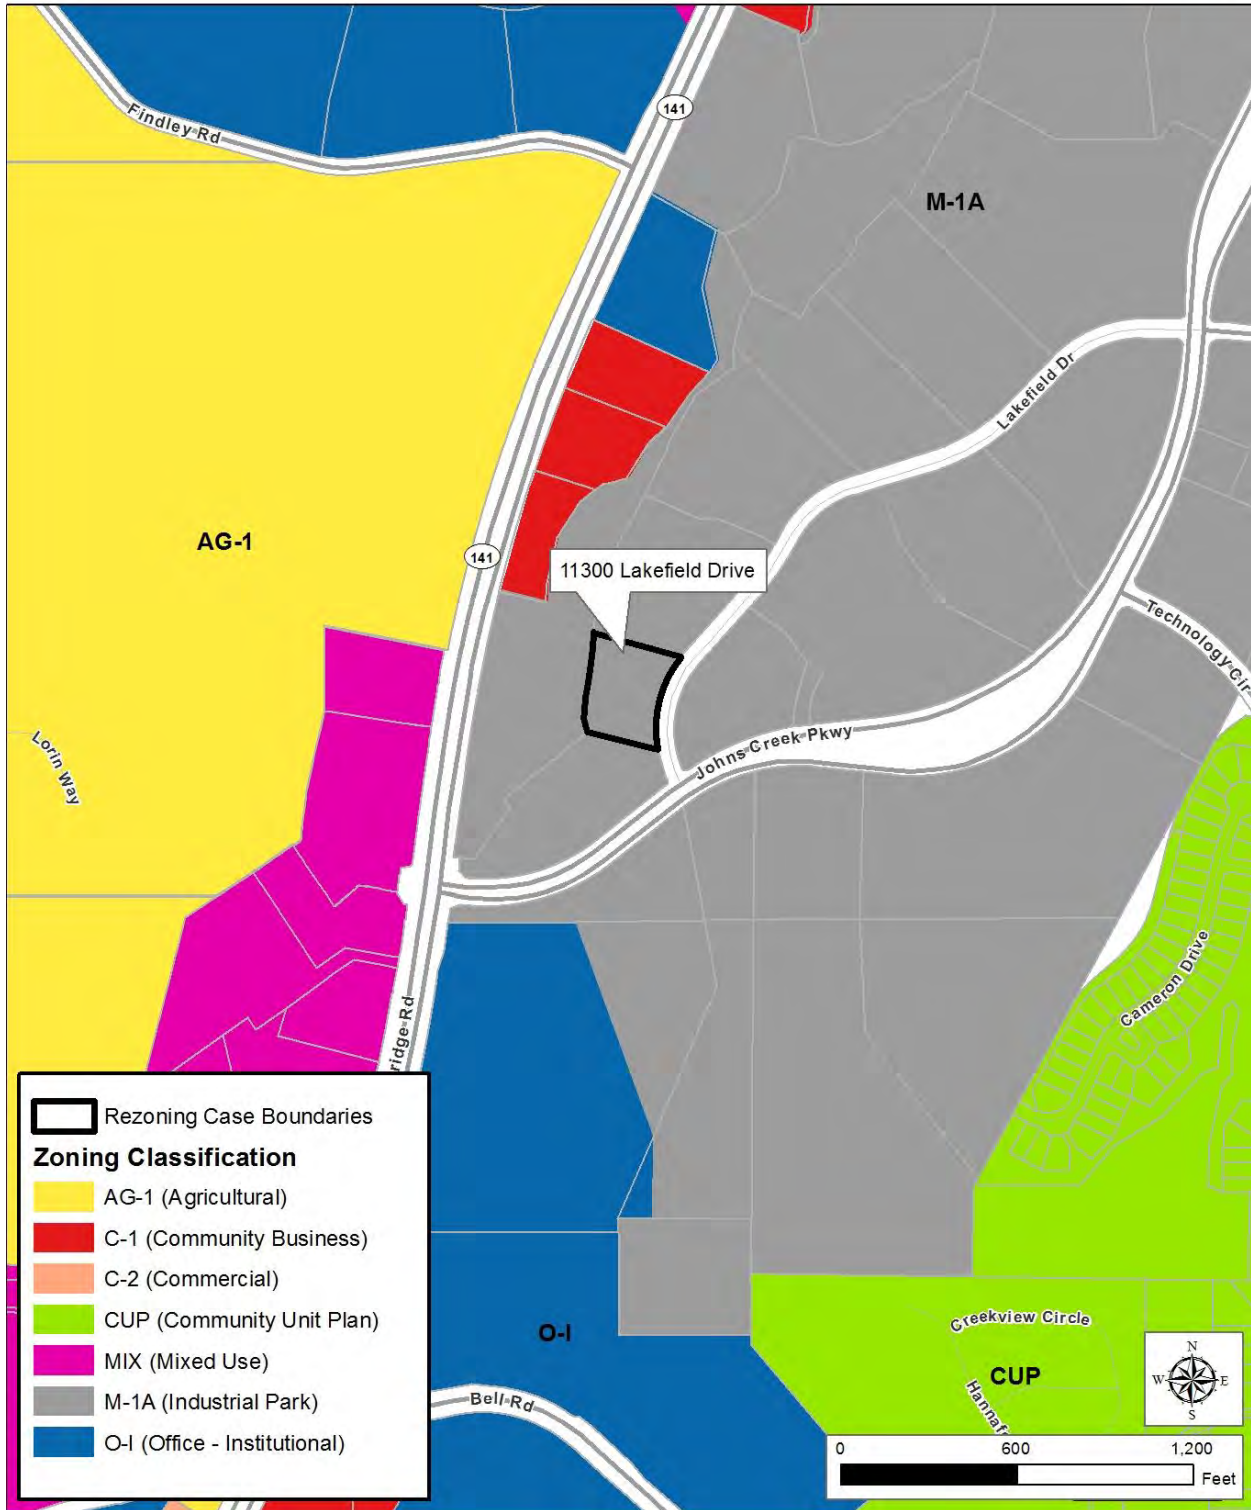 Findley Rd
141
M-1A
Lakefield Dr
AG-1
141
11300 Lakefield Drive
Technology Cir
Johns Creek Pkwy
Lorin Way
Cameron Drive
ridge Rd
Rezoning Case Boundaries
Zoning Classification
AG-1 (Agricultural)
C-1 (Community Business)
C-2 (Commercial)
CUP (Community Unit Plan)
MIX (Mixed Use)
M-1A (Industrial Park)
O-I (Office - Institutional)
O-I
Bell Rd
Creekview Circle
CUP
Hannaf
N
W E
S
0 600 1,200
Feet